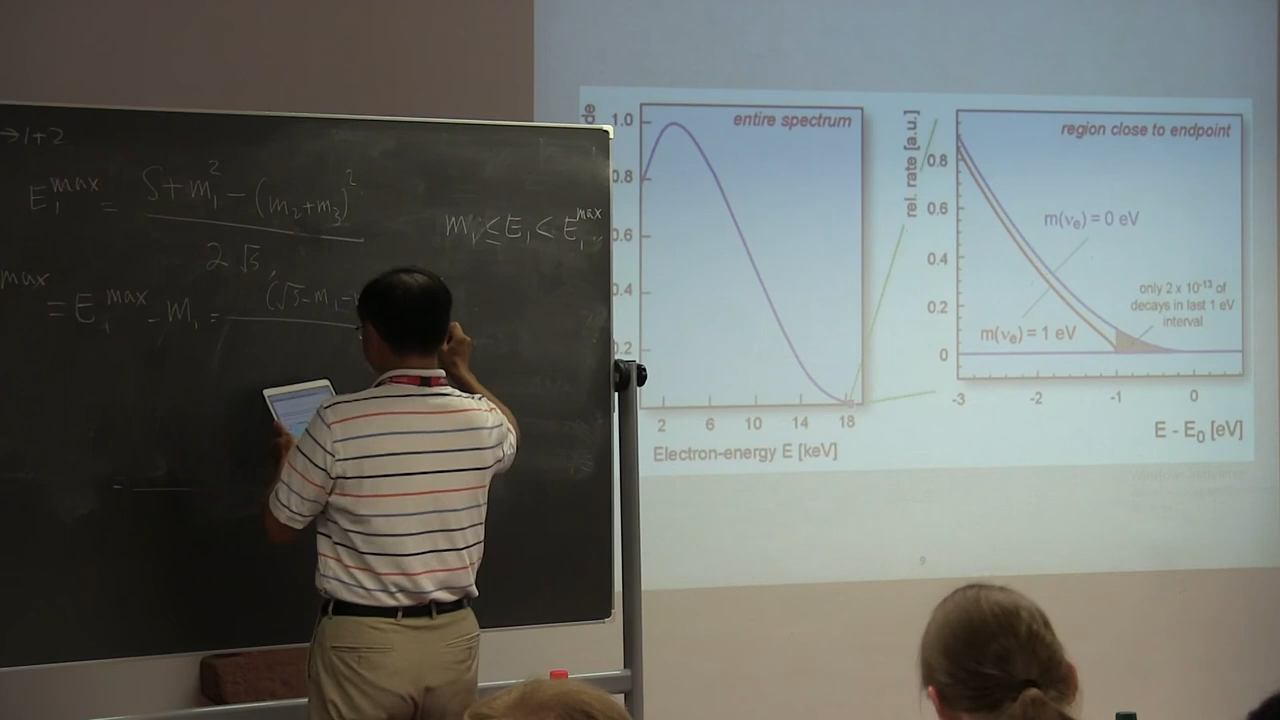 →1+2
E₁^max = (S+m₁²-(m₂+m₃)²) / 2√s
m₁ ≤ E₁ < E₁^max
max = E₁^max - m₁ = (√s-m₁-
de
entire spectrum
1.0
0.8
0.6
0.4
0.2
2 6 10 14 18
Electron-energy E [keV]
rel. rate [a.u.]
region close to endpoint
0.8
0.6
0.4
0.2
0
m(νe) = 0 eV
only 2 x 10⁻¹³ of
decays in last 1 eV
interval
m(νe) = 1 eV
-3 -2 -1 0
E - E₀ [eV]
9